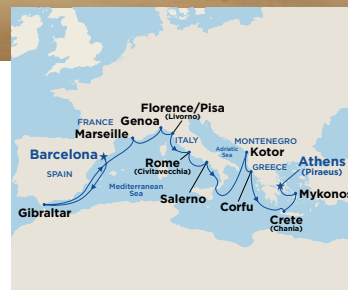 Florence/Pisa
(Livorno)
Genoa
FRANCE
Marseille
ITALY
MONTENEGRO
Adriatic
Sea
Kotor
Barcelona
Rome
(Civitavecchia)
GREECE
Athens
(Piraeus)
SPAIN
Mediterranean
Sea
Salerno
Corfu
Mykonos
Gibraltar
Crete
(Chania)